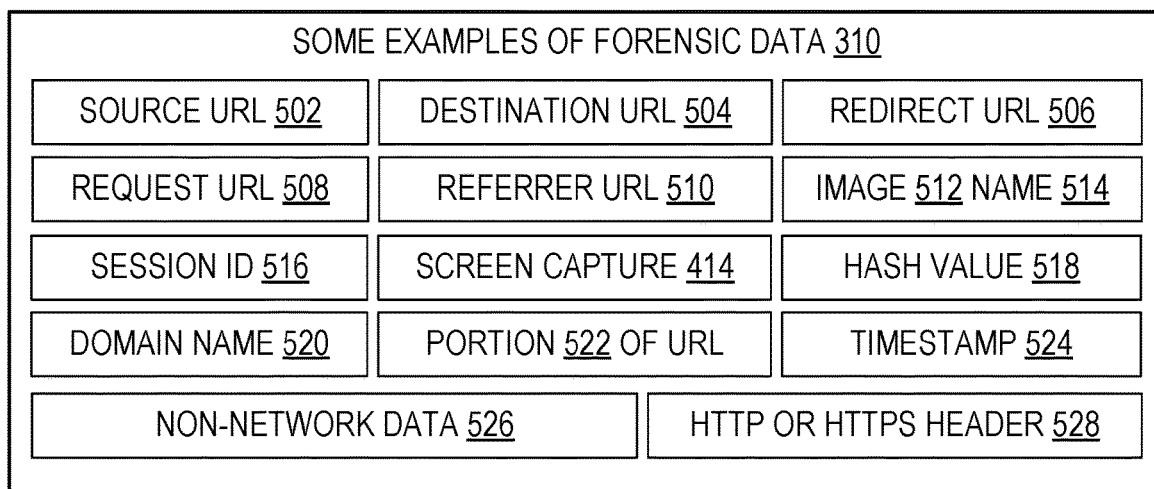 SOME EXAMPLES OF FORENSIC DATA 310
SOURCE URL 502
DESTINATION URL 504
REDIRECT URL 506
REQUEST URL 508
REFERRER URL 510
IMAGE 512 NAME 514
SESSION ID 516
SCREEN CAPTURE 414
HASH VALUE 518
DOMAIN NAME 520
PORTION 522 OF URL
TIMESTAMP 524
NON-NETWORK DATA 526
HTTP OR HTTPS HEADER 528